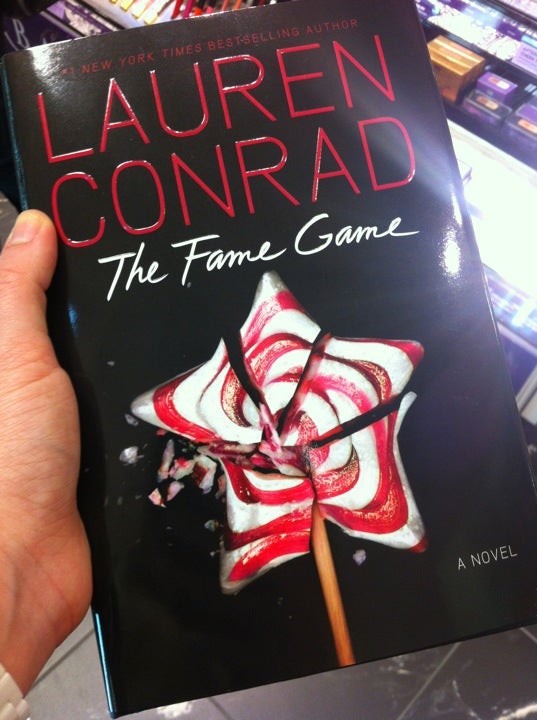 #1 NEW YORK TIMES BESTSELLING AUTHOR
LAUREN
CONRAD
The Fame Game
A NOVEL